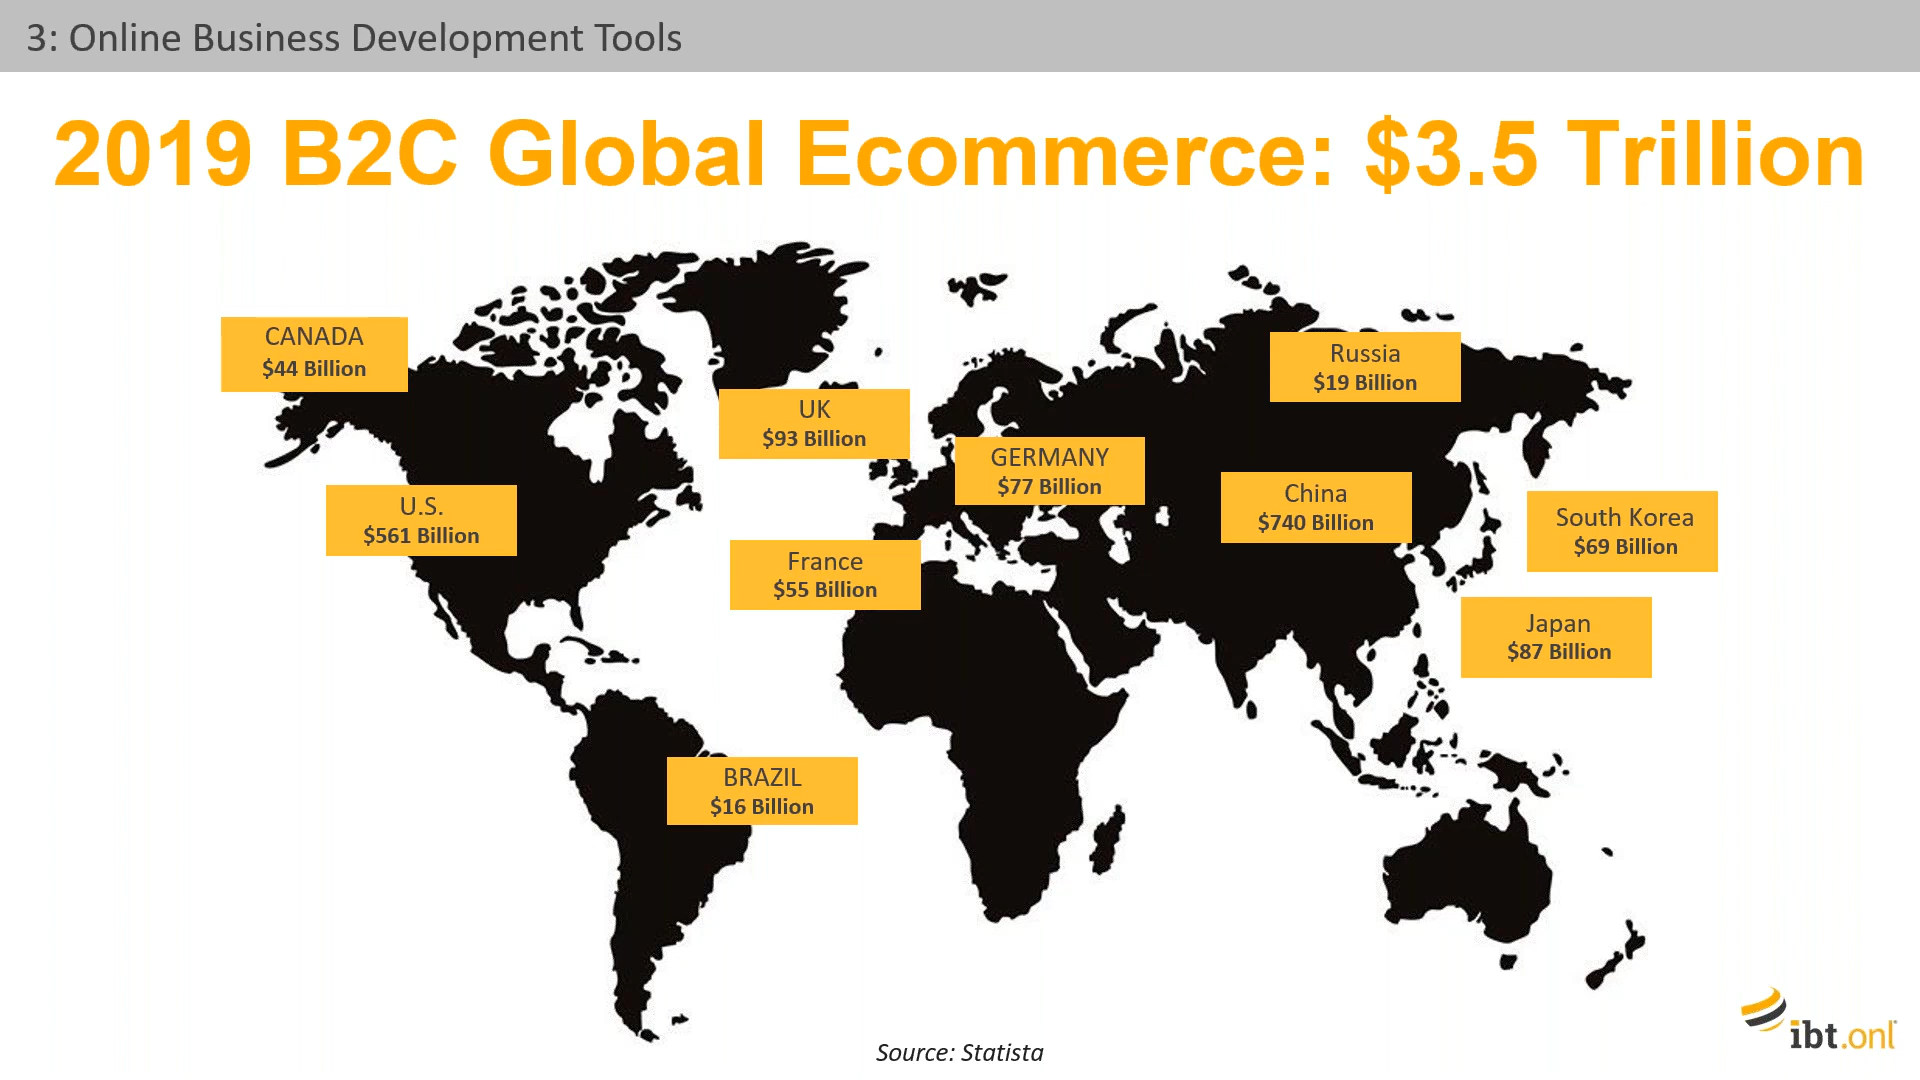 3: Online Business Development Tools
2019 B2C Global Ecommerce: $3.5 Trillion
CANADA
$44 Billion
Russia
$19 Billion
UK
$93 Billion
GERMANY
$77 Billion
U.S.
$561 Billion
China
$740 Billion
South Korea
$69 Billion
France
$55 Billion
Japan
$87 Billion
BRAZIL
$16 Billion
ibt.onl
Source: Statista